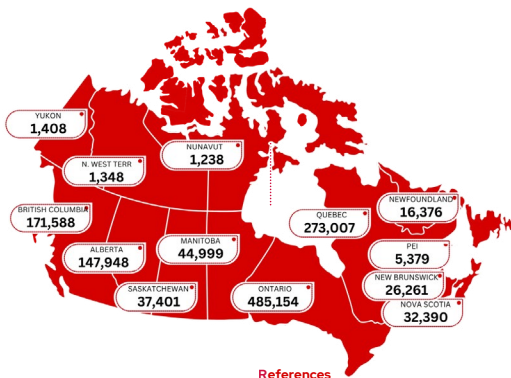 YUKON
1,408
NUNAVUT
1,238
N. WEST TERR
1,348
NEWFOUNDLAND
16,376
BRITISH COLUMBIA
171,588
QUEBEC
273,007
MANITOBA
44,999
ALBERTA
147,948
PEI
5,379
NEW BRUNSWICK
26,261
SASKATCHEWAN
37,401
ONTARIO
485,154
NOVA SCOTIA
32,390
References